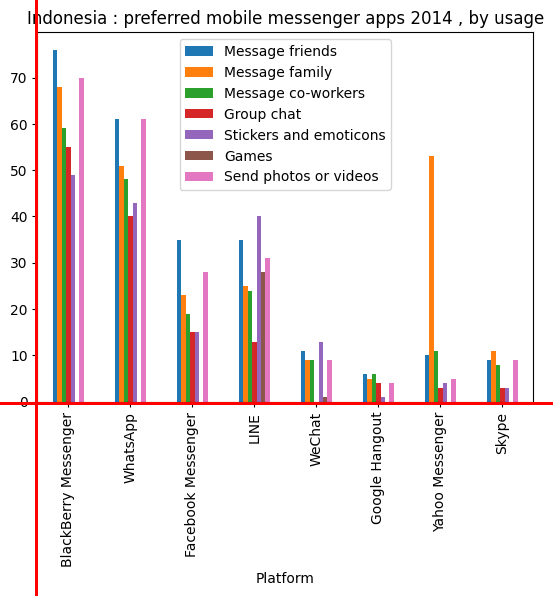 Indonesia : preferred mobile messenger apps 2014 , by usage
Message friends
Message family
Message co-workers
Group chat
Stickers and emoticons
Games
Send photos or videos
70
60
50
40
30
20
10
0
BlackBerry Messenger
WhatsApp
Facebook Messenger
LINE
WeChat
Google Hangout
Yahoo Messenger
Skype
Platform